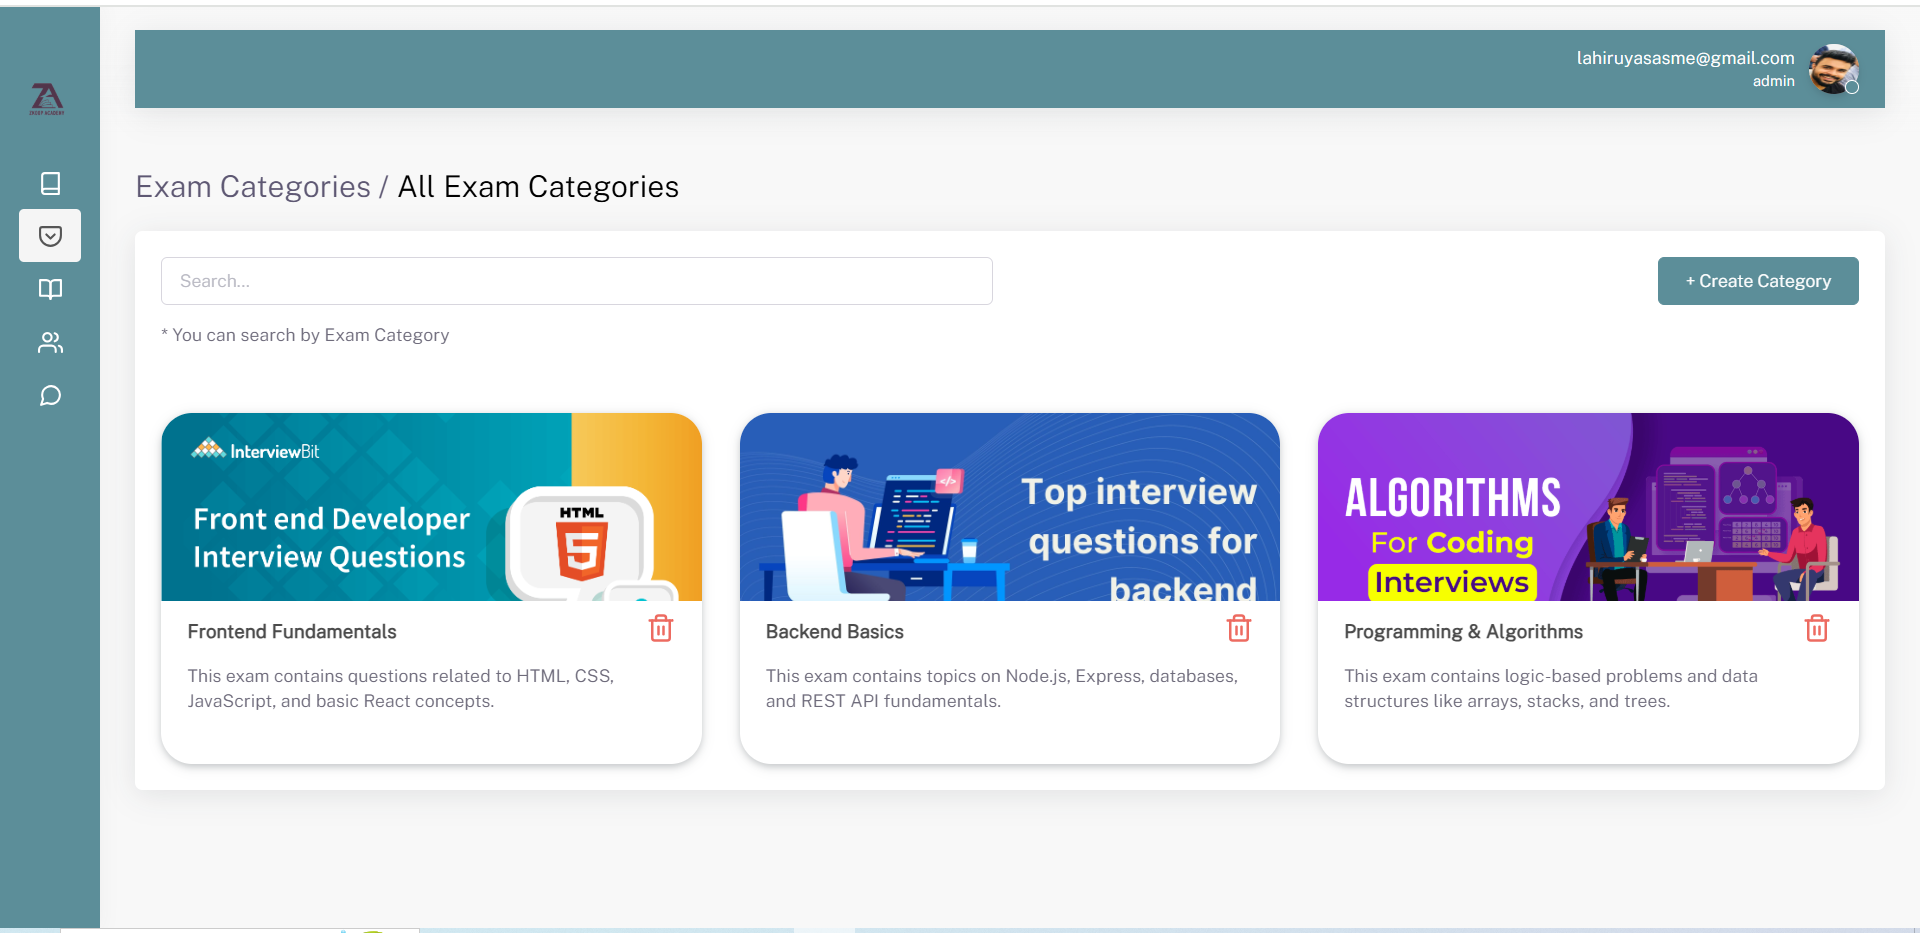 lahiruyasasme@gmail.com
admin
Exam Categories / All Exam Categories
Search...
+ Create Category
* You can search by Exam Category
InterviewBit
Front end Developer
Interview Questions
HTML
5
Frontend Fundamentals
This exam contains questions related to HTML, CSS,
JavaScript, and basic React concepts.
</>
Top interview
questions for
backend
Backend Basics
This exam contains topics on Node.js, Express, databases,
and REST API fundamentals.
ALGORITHMS
For Coding
Interviews
Programming & Algorithms
This exam contains logic-based problems and data
structures like arrays, stacks, and trees.